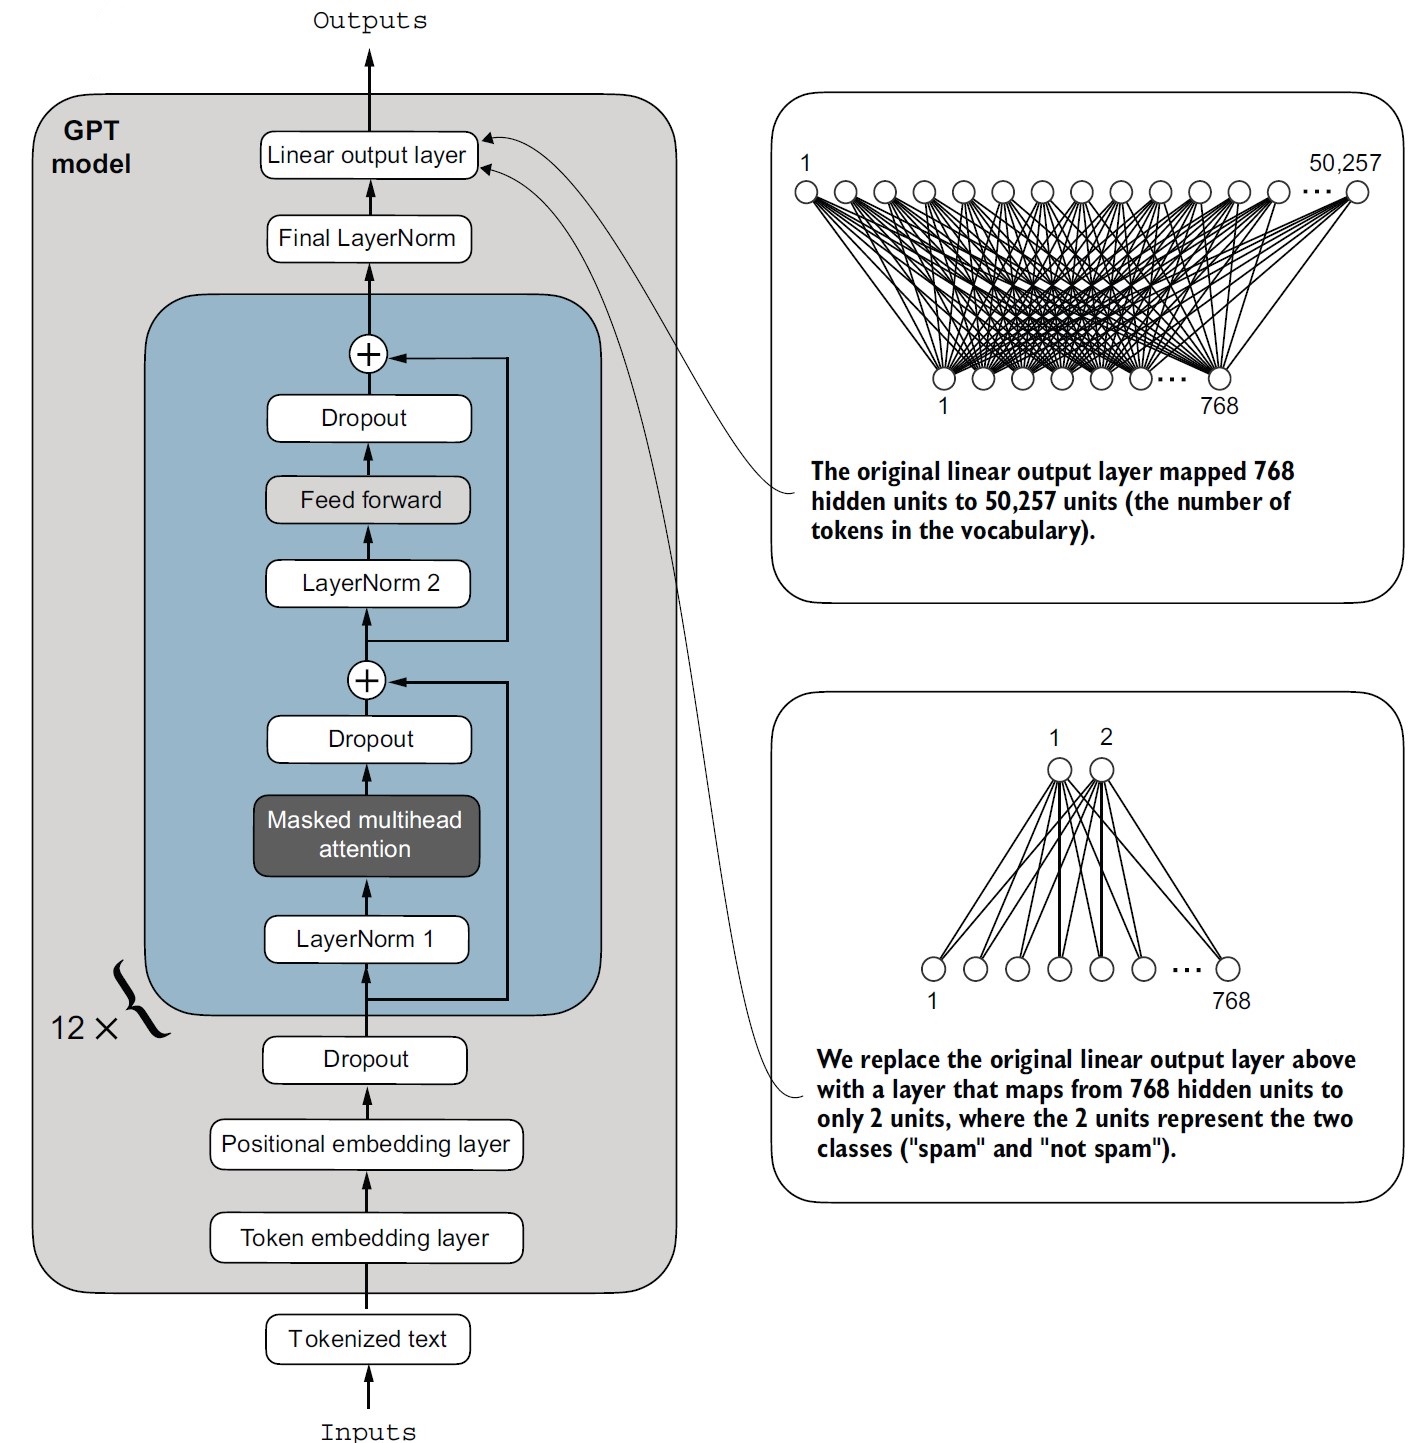 Outputs
GPT
model
Linear output layer
Final LayerNorm
+
Dropout
Feed forward
LayerNorm 2
+
Dropout
Masked multihead
attention
LayerNorm 1
12 ×
{
Dropout
Positional embedding layer
Token embedding layer
Tokenized text
Inputs
1
50,257
...
...
1
768
The original linear output layer mapped 768
hidden units to 50,257 units (the number of
tokens in the vocabulary).
1 2
...
1
768
We replace the original linear output layer above
with a layer that maps from 768 hidden units to
only 2 units, where the 2 units represent the two
classes ("spam" and "not spam").